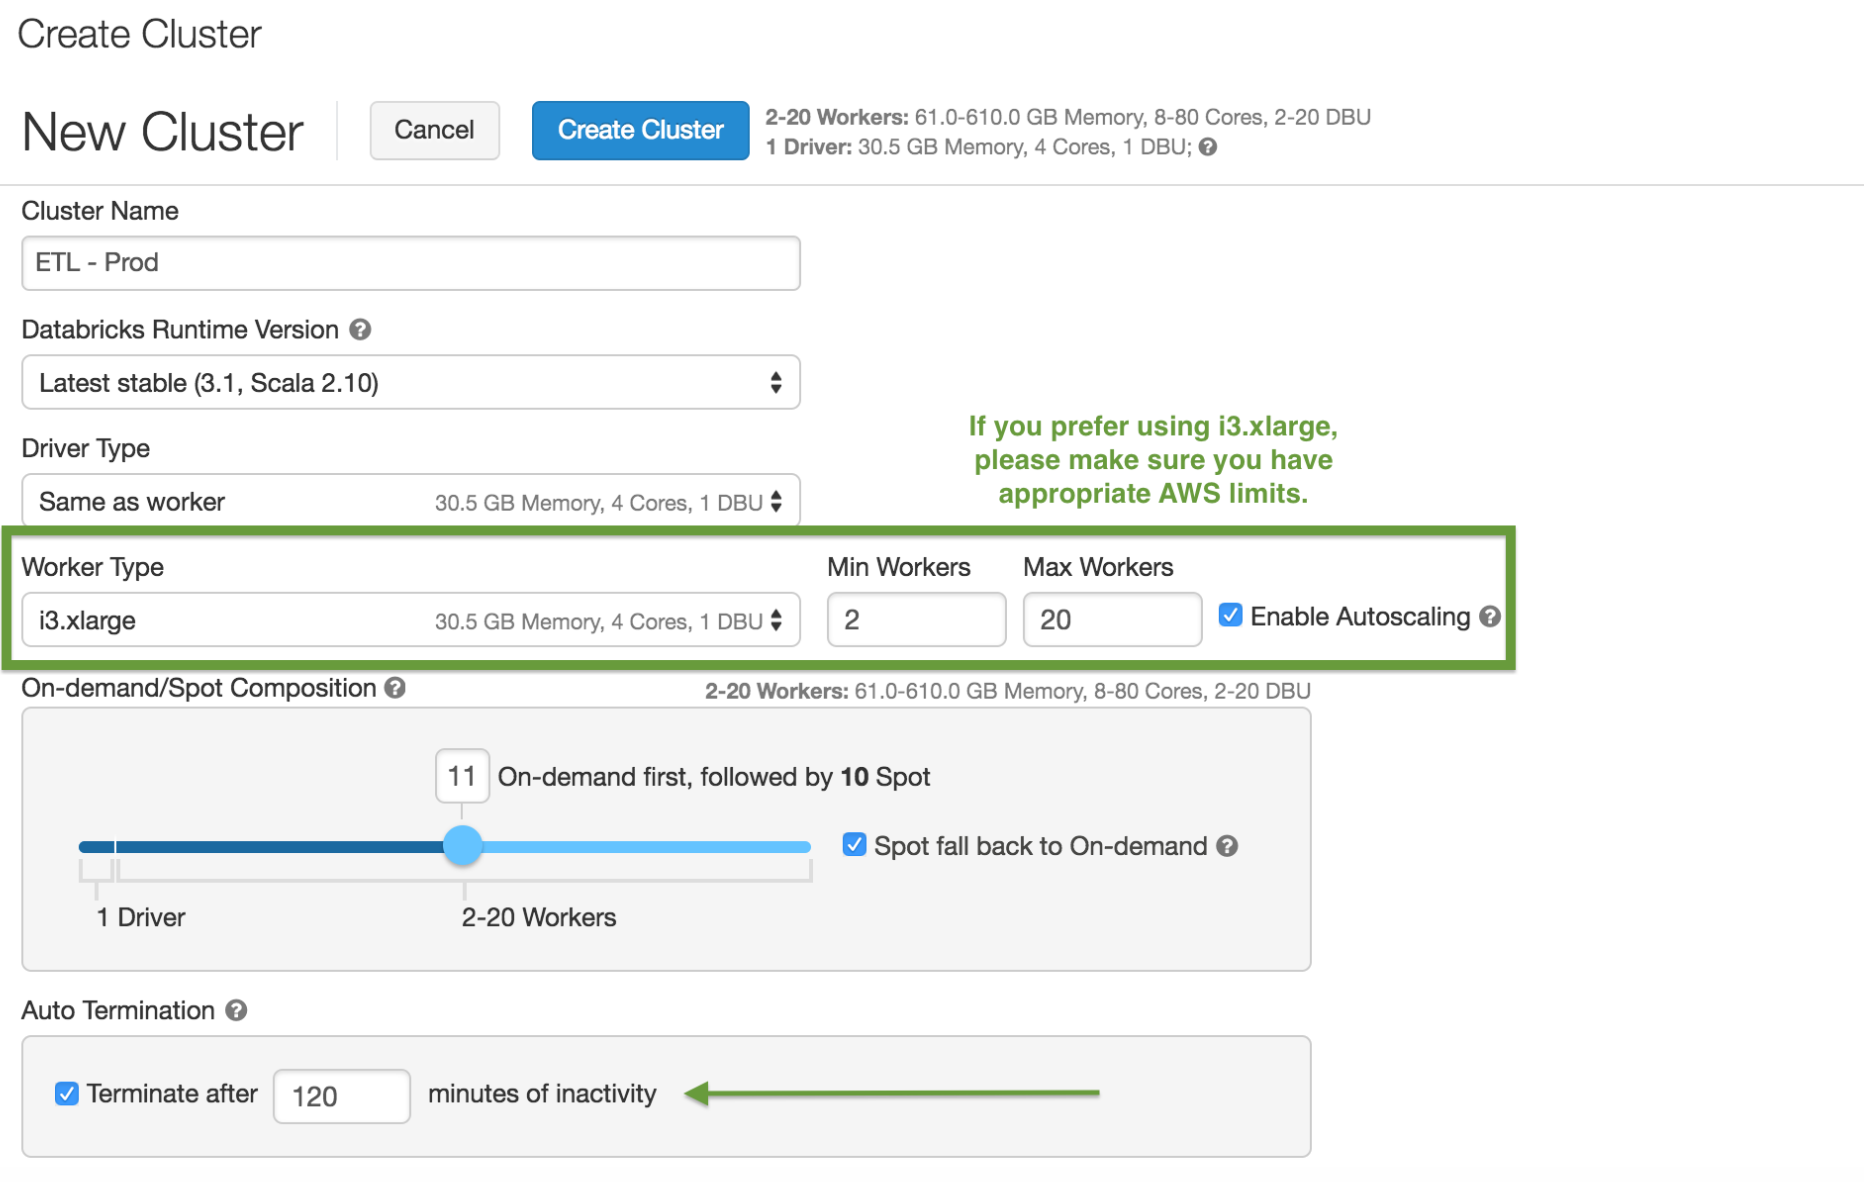 Create Cluster
New Cluster
Cancel
Create Cluster
2-20 Workers: 61.0-610.0 GB Memory, 8-80 Cores, 2-20 DBU
1 Driver: 30.5 GB Memory, 4 Cores, 1 DBU; ?
Cluster Name
ETL - Prod
Databricks Runtime Version ?
Latest stable (3.1, Scala 2.10)
If you prefer using i3.xlarge,
please make sure you have
appropriate AWS limits.
Driver Type
Same as worker 30.5 GB Memory, 4 Cores, 1 DBU
Worker Type Min Workers Max Workers
i3.xlarge 30.5 GB Memory, 4 Cores, 1 DBU 2 20 Enable Autoscaling ?
On-demand/Spot Composition ? 2-20 Workers: 61.0-610.0 GB Memory, 8-80 Cores, 2-20 DBU
11 On-demand first, followed by 10 Spot
Spot fall back to On-demand ?
1 Driver 2-20 Workers
Auto Termination ?
Terminate after 120 minutes of inactivity